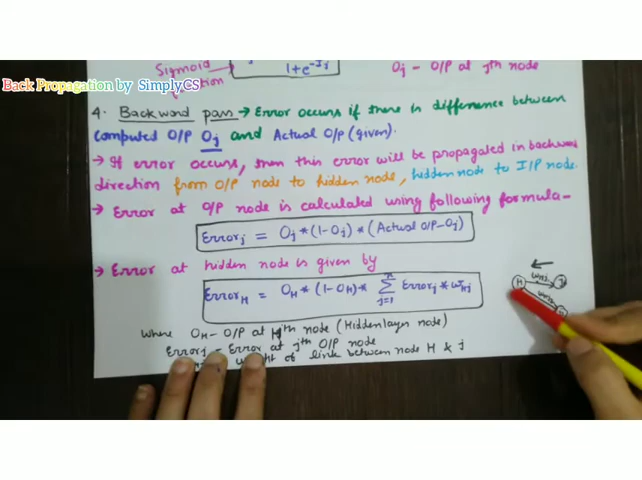 Sigmoid
function
1+e^-Ij
Oj - O/P at jth node
Back Propagation by SimplyCS
4. Backward pass → Error occurs if there is difference between
computed O/P Oj and Actual O/P (given).
→ If error occurs, then this error will be propagated in backward
direction from O/P node to hidden node, hidden node to I/P node.
→ Error at O/P node is calculated using following formula-
Errorj = Oj * (1-Oj) * (Actual O/P-Oj)
→ Error at hidden node is given by
ErrorH = OH * (1-OH) * Σ j=1 n Errorj * wHj
H
where OH - O/P at Hth node (Hidden layer node)
Errorj - Error at jth O/P node
weight of link between node H & j